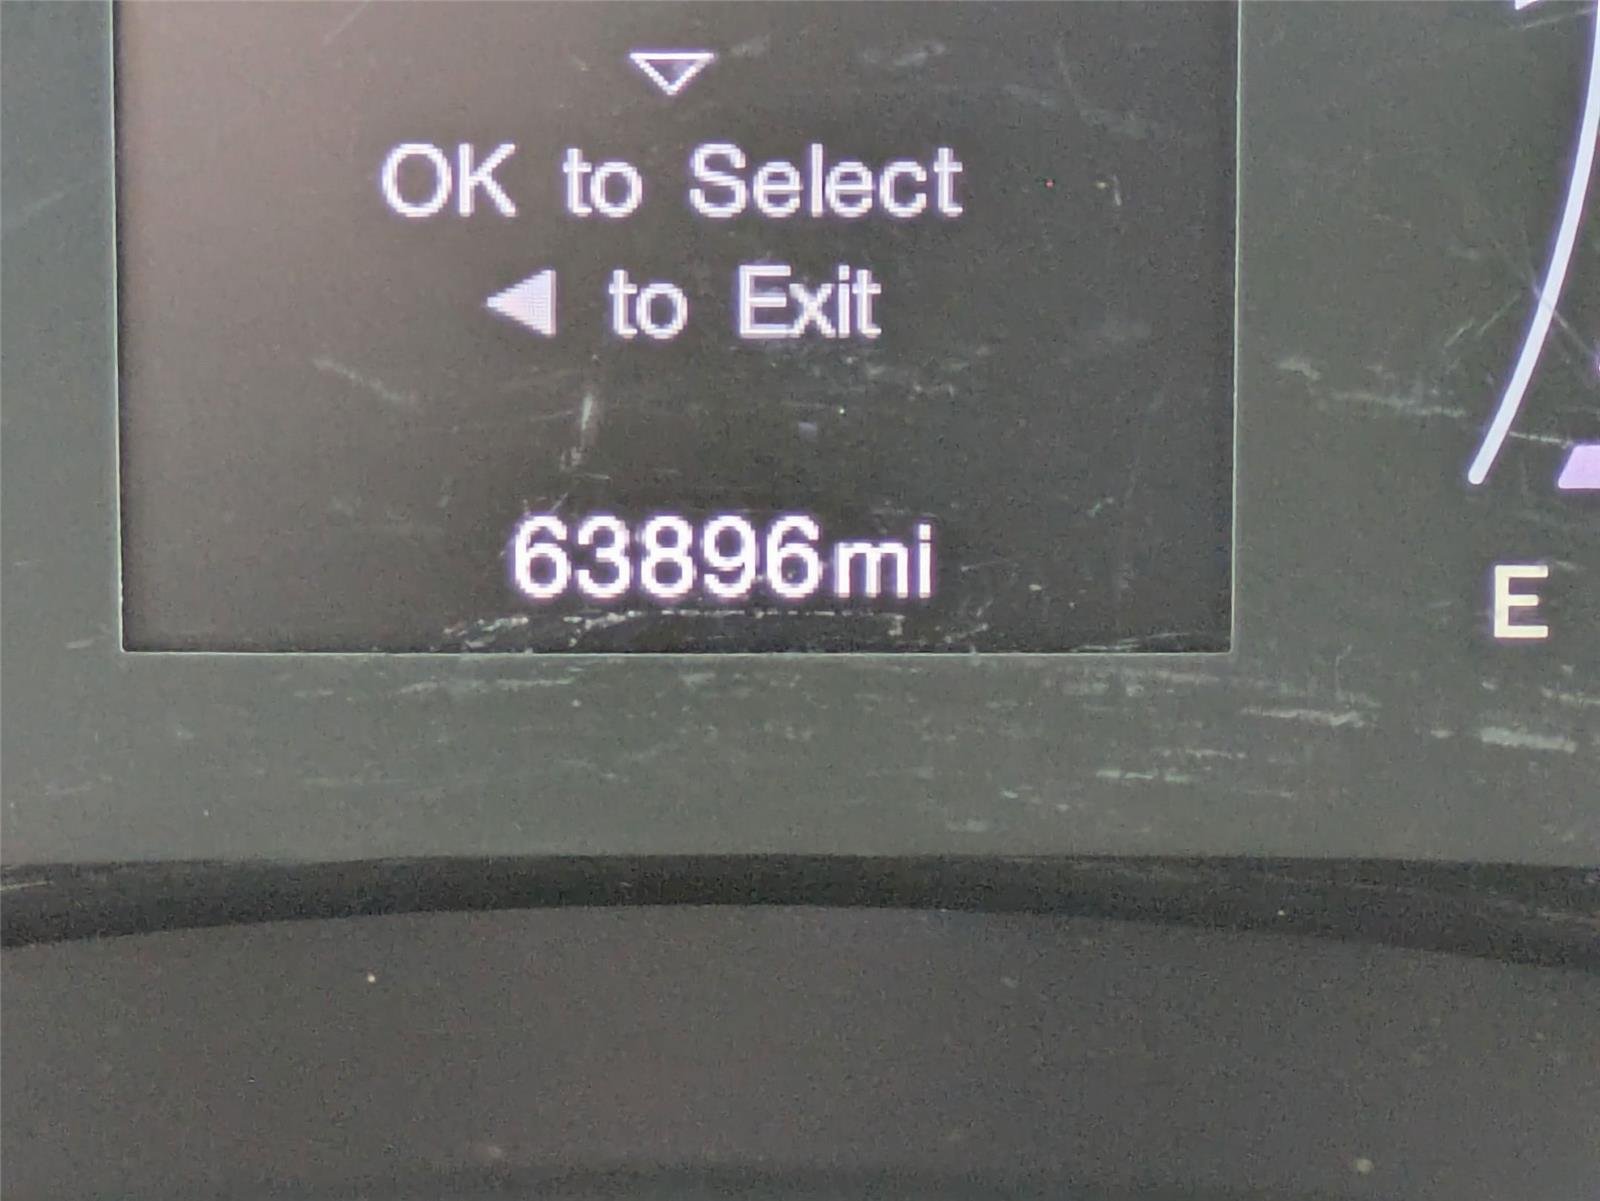 OK to Select
◀ to Exit
63896mi
E